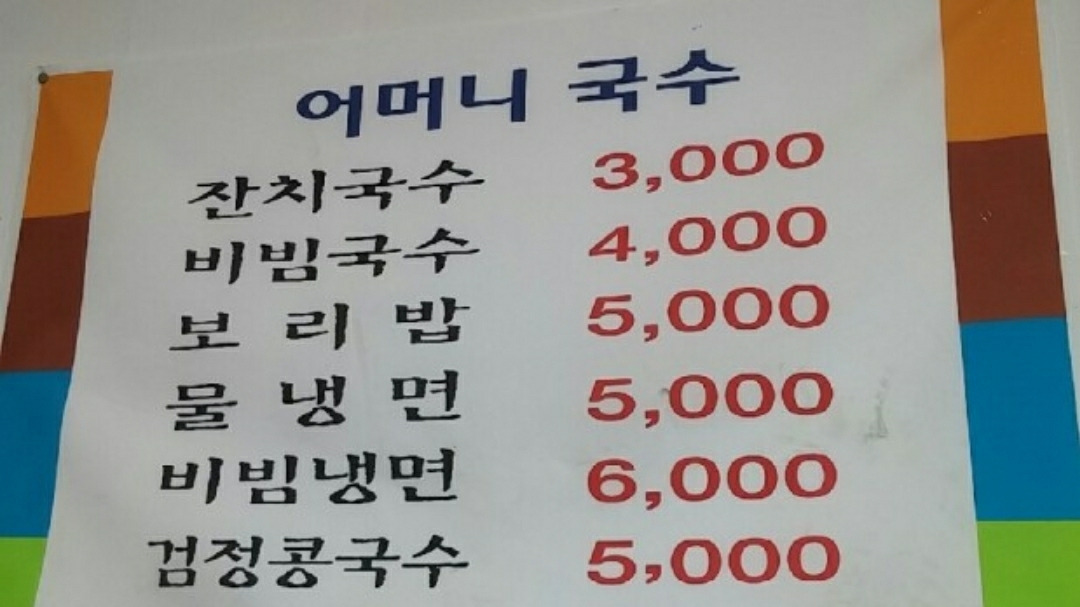 어머니 국수
잔치국수 3,000
비빔국수 4,000
보 리 밥 5,000
물 냉 면 5,000
비빔냉면 6,000
검정콩국수 5,000